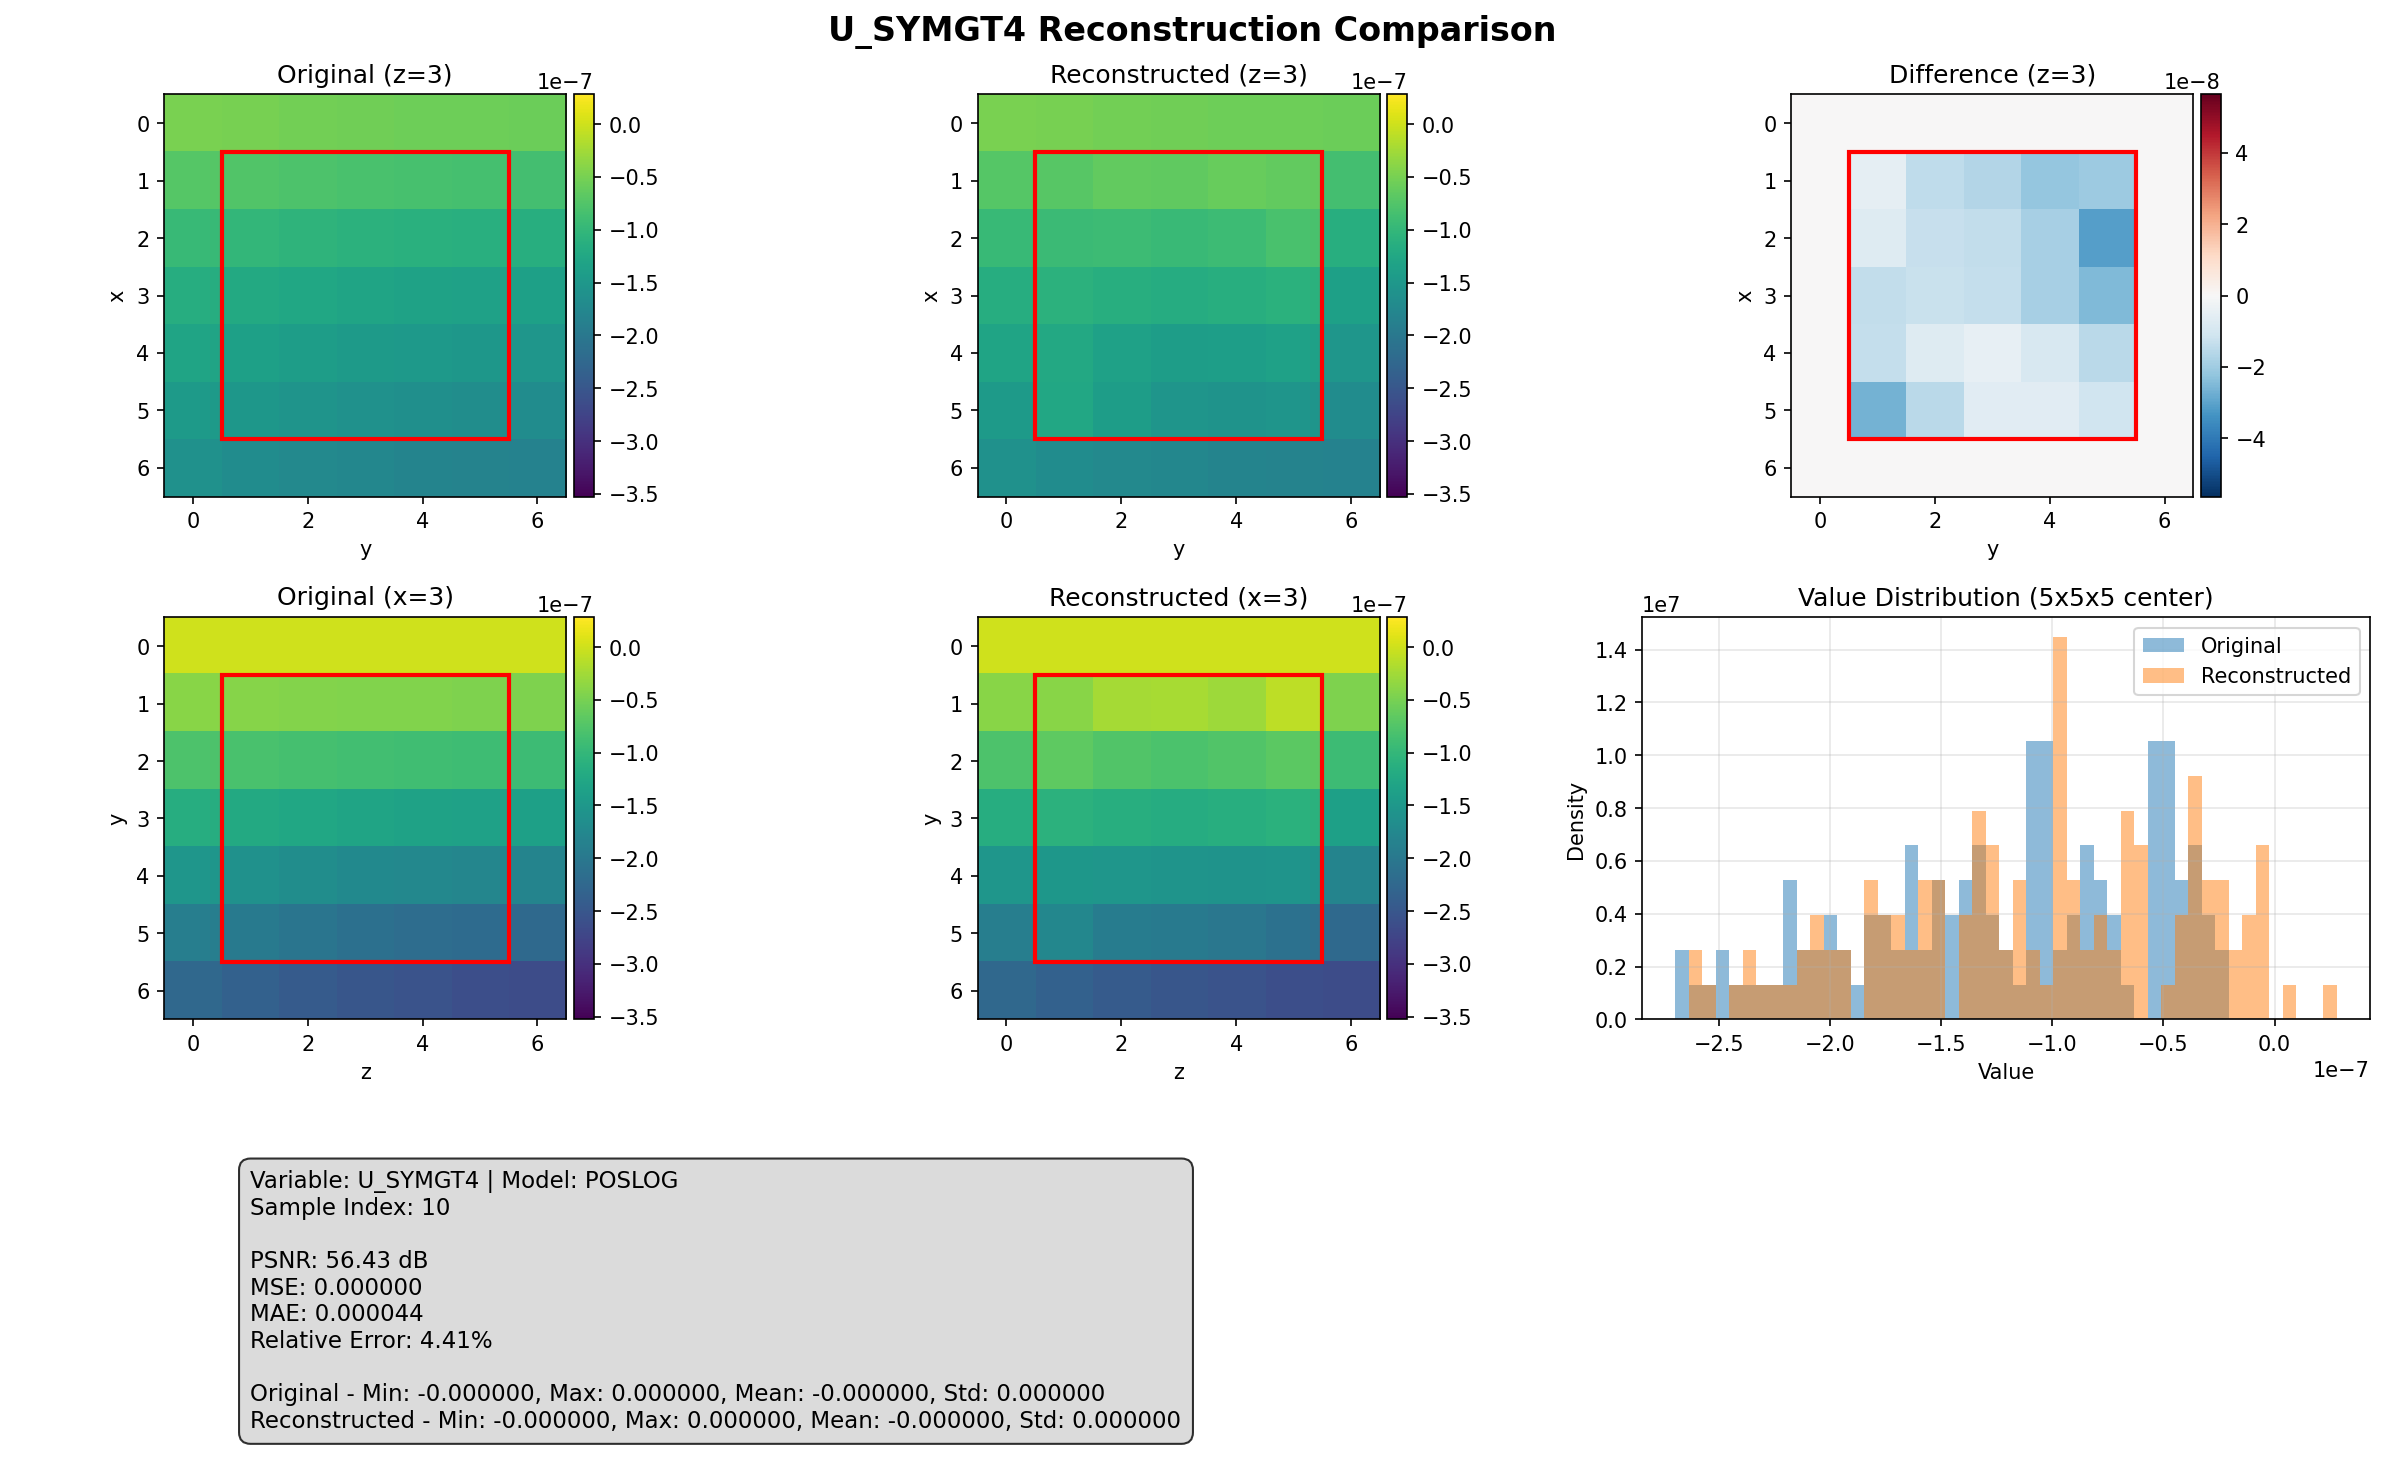 U_SYMGT4 Reconstruction Comparison
Original (z=3)
1e−7
0
1
2
3
4
5
6
x
0 2 4 6
y
0.0
−0.5
−1.0
−1.5
−2.0
−2.5
−3.0
−3.5
Reconstructed (z=3)
1e−7
0
1
2
3
4
5
6
x
0 2 4 6
y
0.0
−0.5
−1.0
−1.5
−2.0
−2.5
−3.0
−3.5
Difference (z=3)
1e−8
0
1
2
3
4
5
6
x
0 2 4 6
y
4
2
0
−2
−4
Original (x=3)
1e−7
0
1
2
3
4
5
6
y
0 2 4 6
z
0.0
−0.5
−1.0
−1.5
−2.0
−2.5
−3.0
−3.5
Reconstructed (x=3)
1e−7
0
1
2
3
4
5
6
y
0 2 4 6
z
0.0
−0.5
−1.0
−1.5
−2.0
−2.5
−3.0
−3.5
Value Distribution (5x5x5 center)
1e7
Original
Reconstructed
1.4
1.2
1.0
0.8
0.6
0.4
0.2
0.0
Density
−2.5 −2.0 −1.5 −1.0 −0.5 0.0
Value
1e−7
Variable: U_SYMGT4 | Model: POSLOG
Sample Index: 10
PSNR: 56.43 dB
MSE: 0.000000
MAE: 0.000044
Relative Error: 4.41%
Original - Min: -0.000000, Max: 0.000000, Mean: -0.000000, Std: 0.000000
Reconstructed - Min: -0.000000, Max: 0.000000, Mean: -0.000000, Std: 0.000000